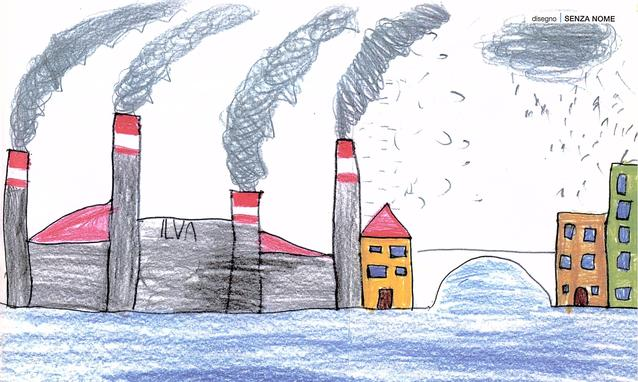 disegno | SENZA NOME
ILVA